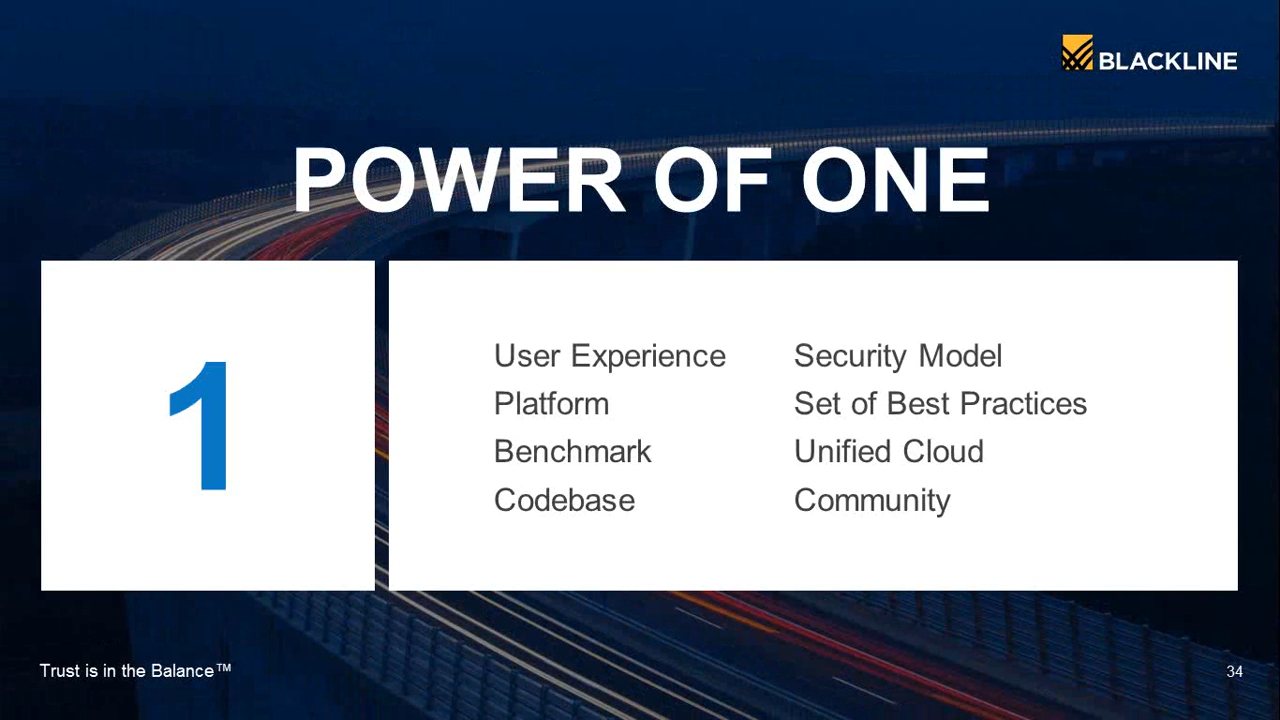 BLACKLINE
POWER OF ONE
1
User Experience
Platform
Benchmark
Codebase
Security Model
Set of Best Practices
Unified Cloud
Community
Trust is in the Balance™
34